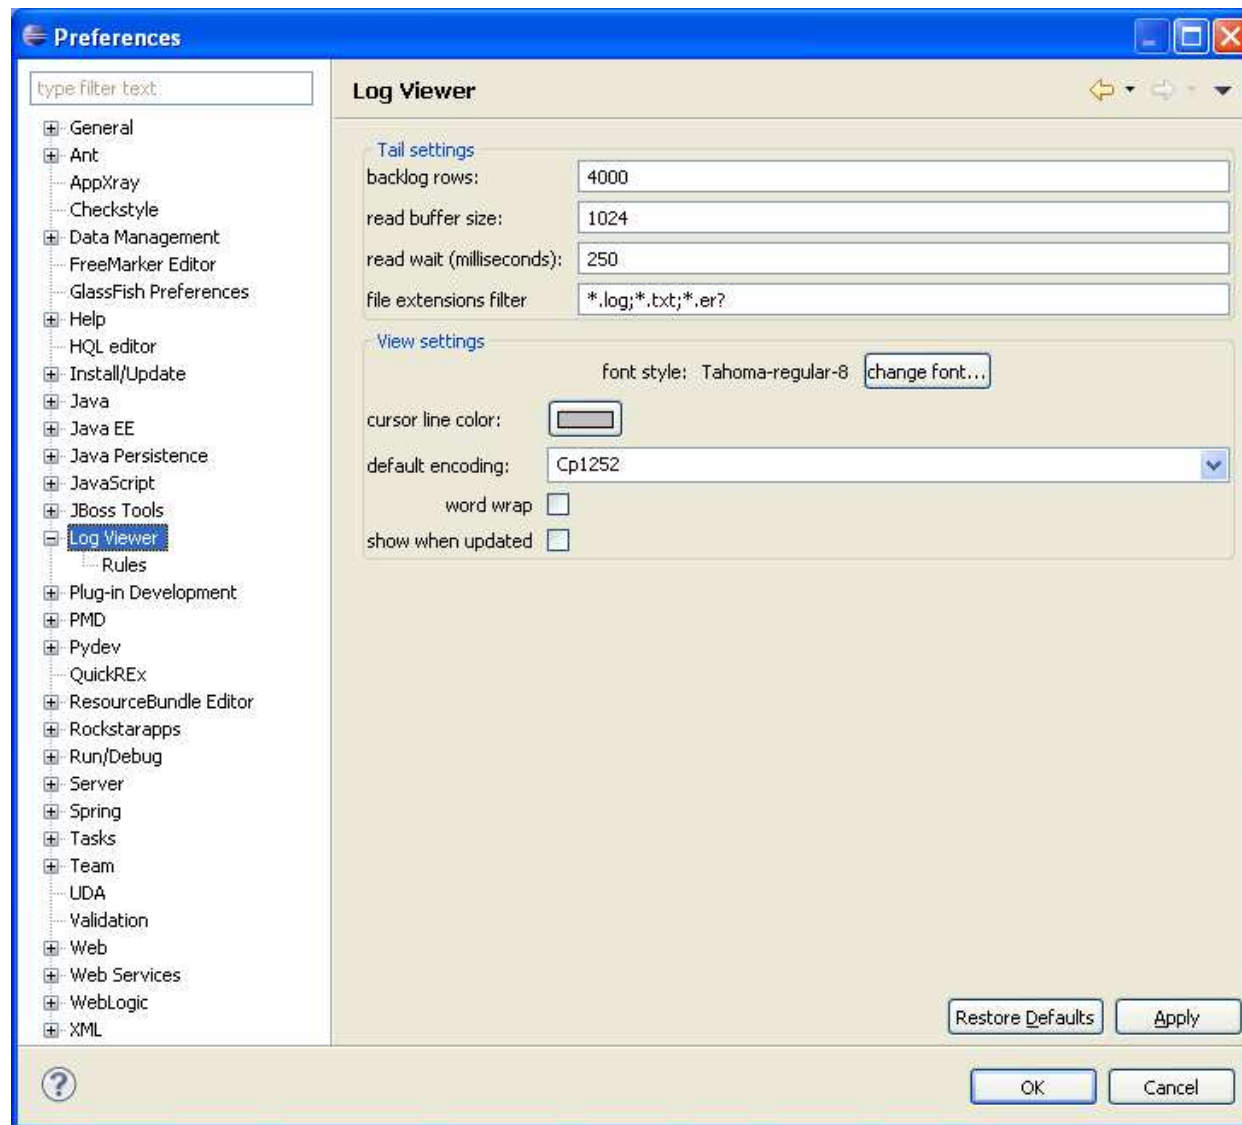 Preferences
type filter text
General
Ant
AppXray
Checkstyle
Data Management
FreeMarker Editor
GlassFish Preferences
Help
HQL editor
Install/Update
Java
Java EE
Java Persistence
JavaScript
JBoss Tools
Log Viewer
Rules
Plug-in Development
PMD
Pydev
QuickREx
ResourceBundle Editor
Rockstarapps
Run/Debug
Server
Spring
Tasks
Team
UDA
Validation
Web
Web Services
WebLogic
XML
Log Viewer
Tail settings
backlog rows: 4000
read buffer size: 1024
read wait (milliseconds): 250
file extensions filter *.log;*.txt;*.er?
View settings
font style: Tahoma-regular-8 change font...
cursor line color:
default encoding: Cp1252
word wrap
show when updated
Restore Defaults Apply
? OK Cancel